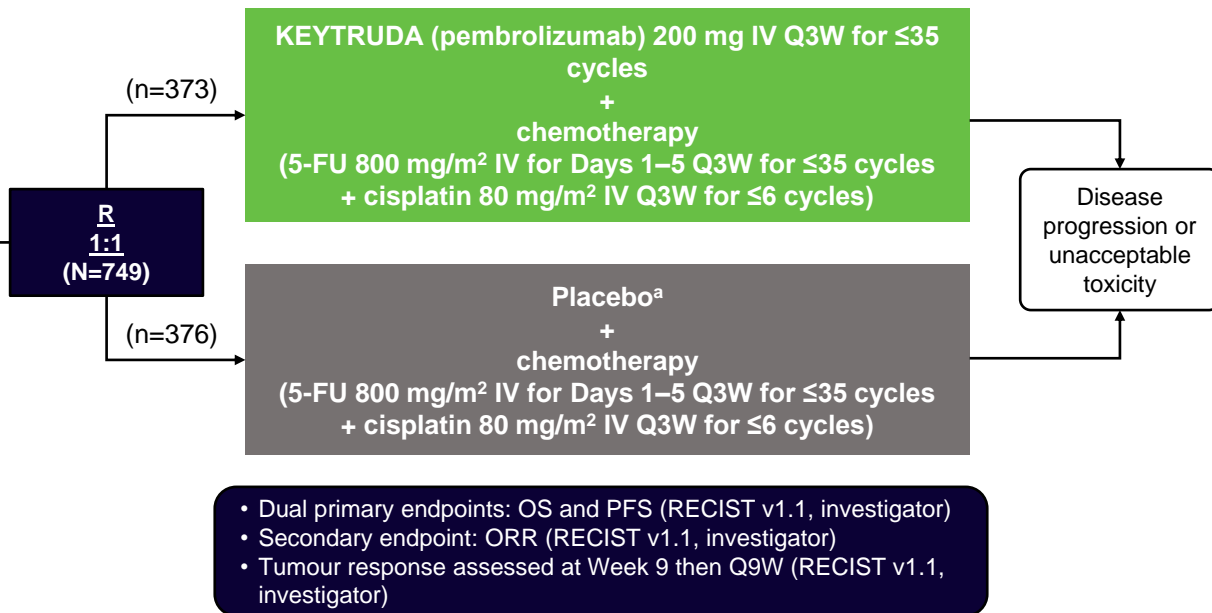 KEYTRUDA (pembrolizumab) 200 mg IV Q3W for ≤35
cycles
+
chemotherapy
(5-FU 800 mg/m² IV for Days 1–5 Q3W for ≤35 cycles
+ cisplatin 80 mg/m² IV Q3W for ≤6 cycles)
(n=373)
R
1:1
(N=749)
(n=376)
Placeboᵃ
+
chemotherapy
(5-FU 800 mg/m² IV for Days 1–5 Q3W for ≤35 cycles
+ cisplatin 80 mg/m² IV Q3W for ≤6 cycles)
Disease
progression or
unacceptable
toxicity
• Dual primary endpoints: OS and PFS (RECIST v1.1, investigator)
• Secondary endpoint: ORR (RECIST v1.1, investigator)
• Tumour response assessed at Week 9 then Q9W (RECIST v1.1,
investigator)